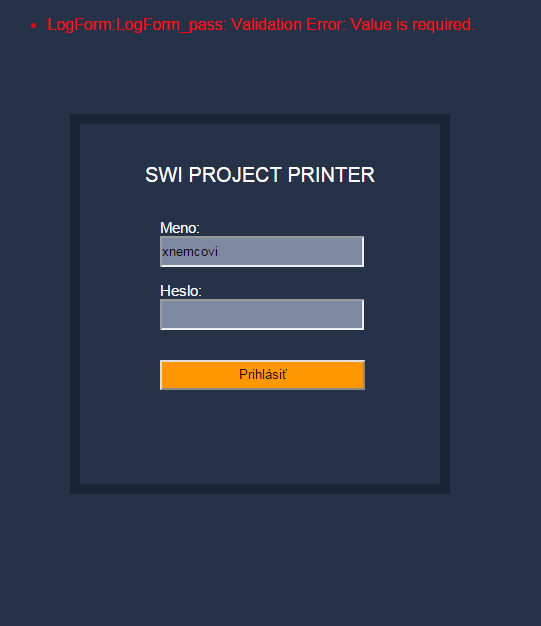 LogForm:LogForm_pass: Validation Error: Value is required.
SWI PROJECT PRINTER
Meno:
xnemcovi
Heslo:
Prihlásiť